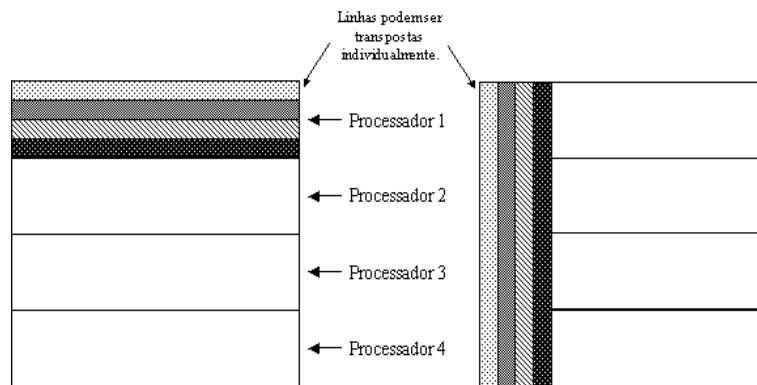 Linhas podem ser
transpostas
individualmente.
Processador 1
Processador 2
Processador 3
Processador 4